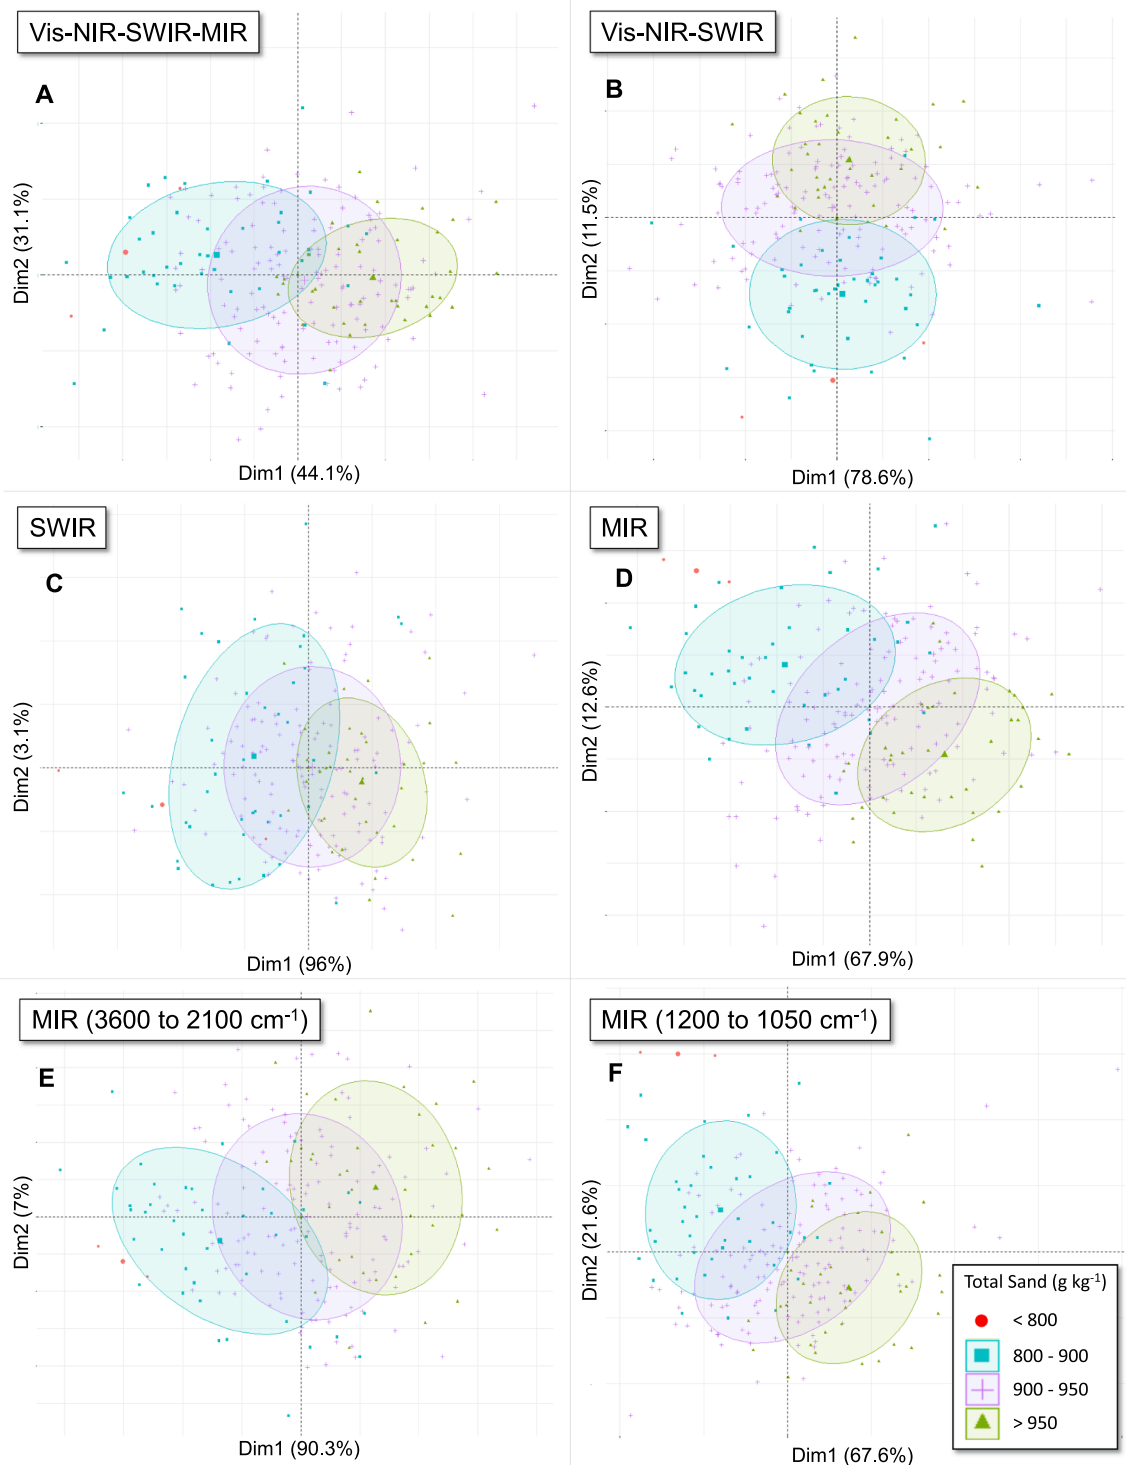 Vis-NIR-SWIR-MIR
A
Dim2 (31.1%)
Dim1 (44.1%)
Vis-NIR-SWIR
B
Dim2 (11.5%)
Dim1 (78.6%)
SWIR
C
Dim2 (3.1%)
Dim1 (96%)
MIR
D
Dim2 (12.6%)
Dim1 (67.9%)
MIR (3600 to 2100 cm⁻¹)
E
Dim2 (7%)
Dim1 (90.3%)
MIR (1200 to 1050 cm⁻¹)
F
Dim2 (21.6%)
Dim1 (67.6%)
Total Sand (g kg⁻¹)
< 800
800 - 900
900 - 950
> 950